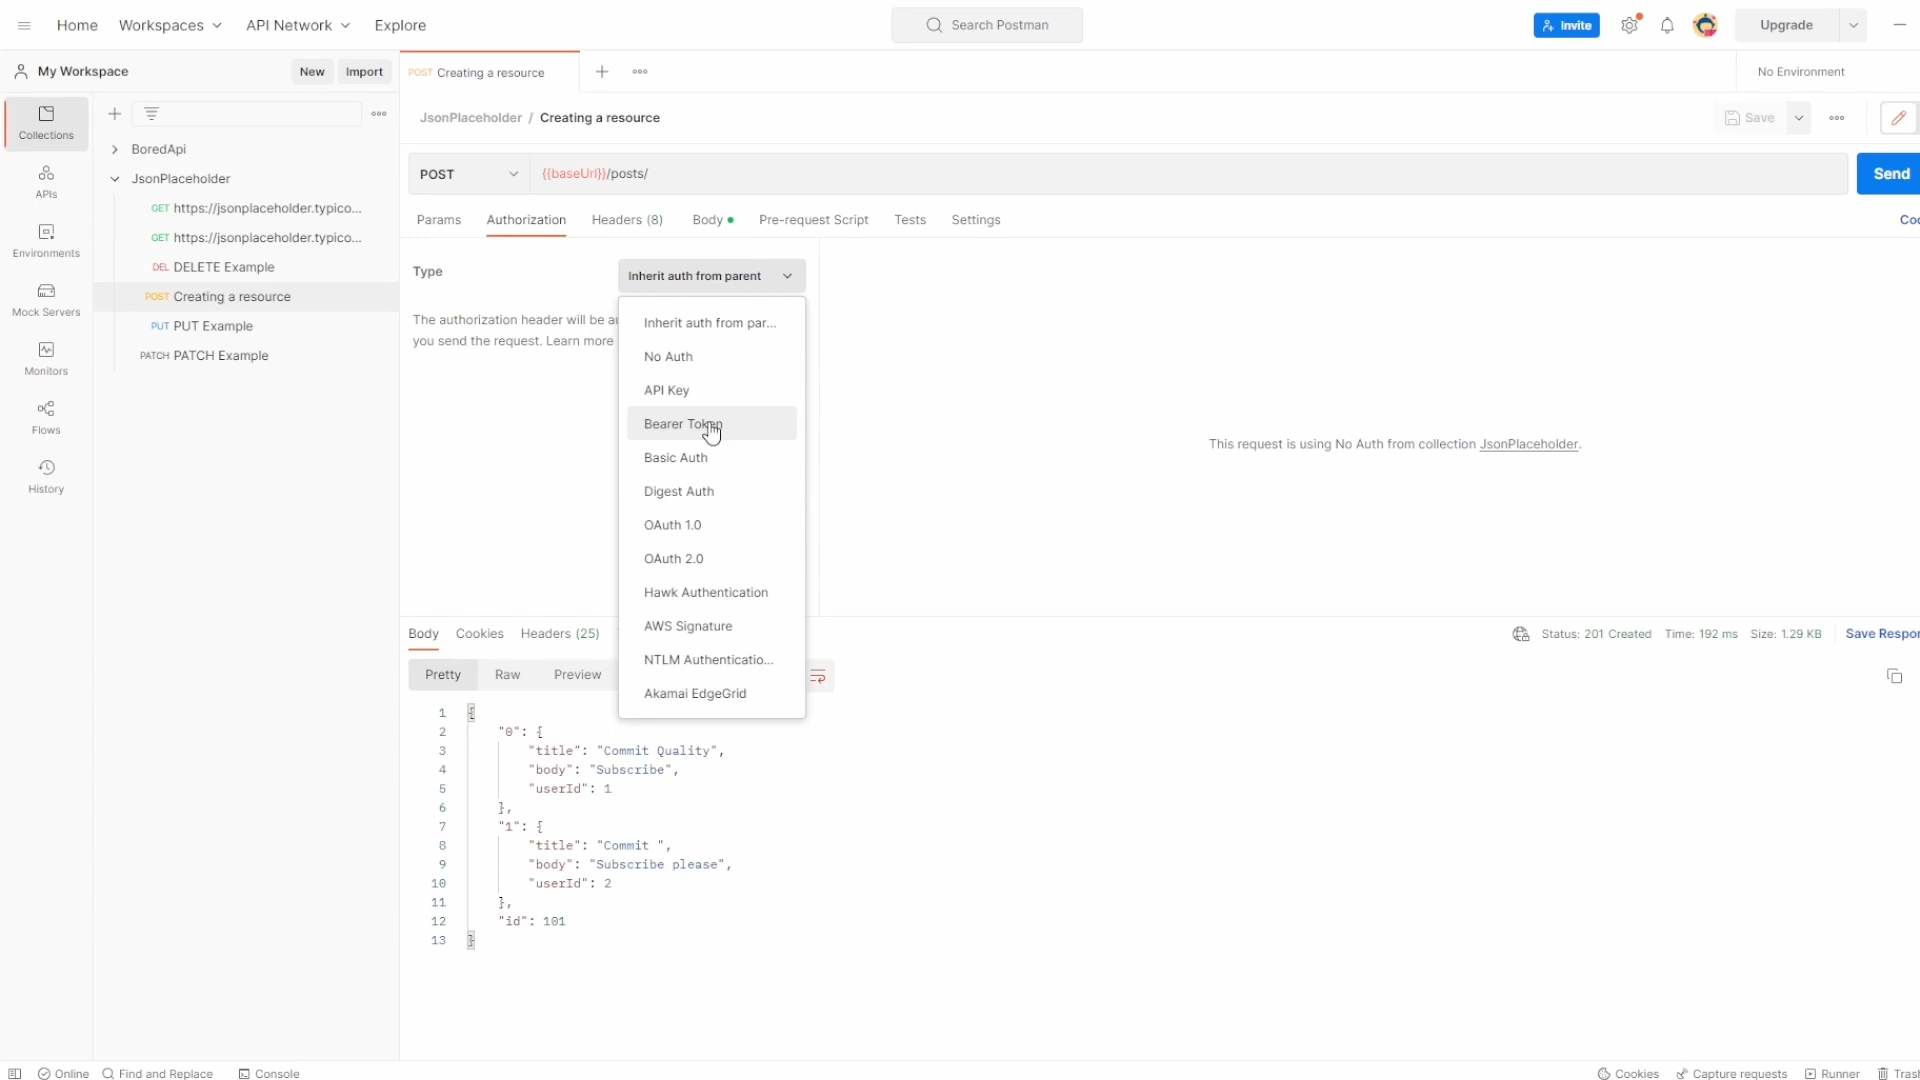 Home
Workspaces
API Network
Explore
Search Postman
Invite
Upgrade
My Workspace
New
Import
POST Creating a resource
No Environment
Collections
APIs
Environments
Mock Servers
Monitors
Flows
History
BoredApi
JsonPlaceholder
GET https://jsonplaceholder.typico...
GET https://jsonplaceholder.typico...
DEL DELETE Example
POST Creating a resource
PUT PUT Example
PATCH PATCH Example
JsonPlaceholder / Creating a resource
Save
POST
{{baseUrl}}/posts/
Send
Params
Authorization
Headers (8)
Body
Pre-request Script
Tests
Settings
Type
Inherit auth from parent
The authorization header will be
you send the request. Learn more
Inherit auth from par...
No Auth
API Key
Bearer Token
Basic Auth
Digest Auth
OAuth 1.0
OAuth 2.0
Hawk Authentication
AWS Signature
NTLM Authenticatio...
Akamai EdgeGrid
This request is using No Auth from collection JsonPlaceholder.
Body
Cookies
Headers (25)
Status: 201 Created
Time: 192 ms
Size: 1.29 KB
Save Respor
Pretty
Raw
Preview
1 {
2 "0": {
3 "title": "Commit Quality",
4 "body": "Subscribe",
5 "userId": 1
6 },
7 "1": {
8 "title": "Commit ",
9 "body": "Subscribe please",
10 "userId": 2
11 },
12 "id": 101
13 }
Online
Find and Replace
Console
Cookies
Capture requests
Runner
Trash